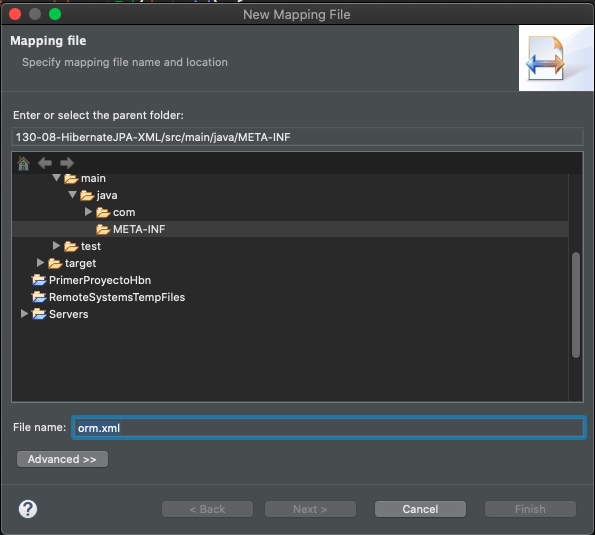 New Mapping File
Mapping file
Specify mapping file name and location
Enter or select the parent folder:
130-08-HibernateJPA-XML/src/main/java/META-INF
main
java
com
META-INF
test
target
PrimerProyectoHbn
RemoteSystemsTempFiles
Servers
File name: orm.xml
Advanced >>
? < Back Next > Cancel Finish